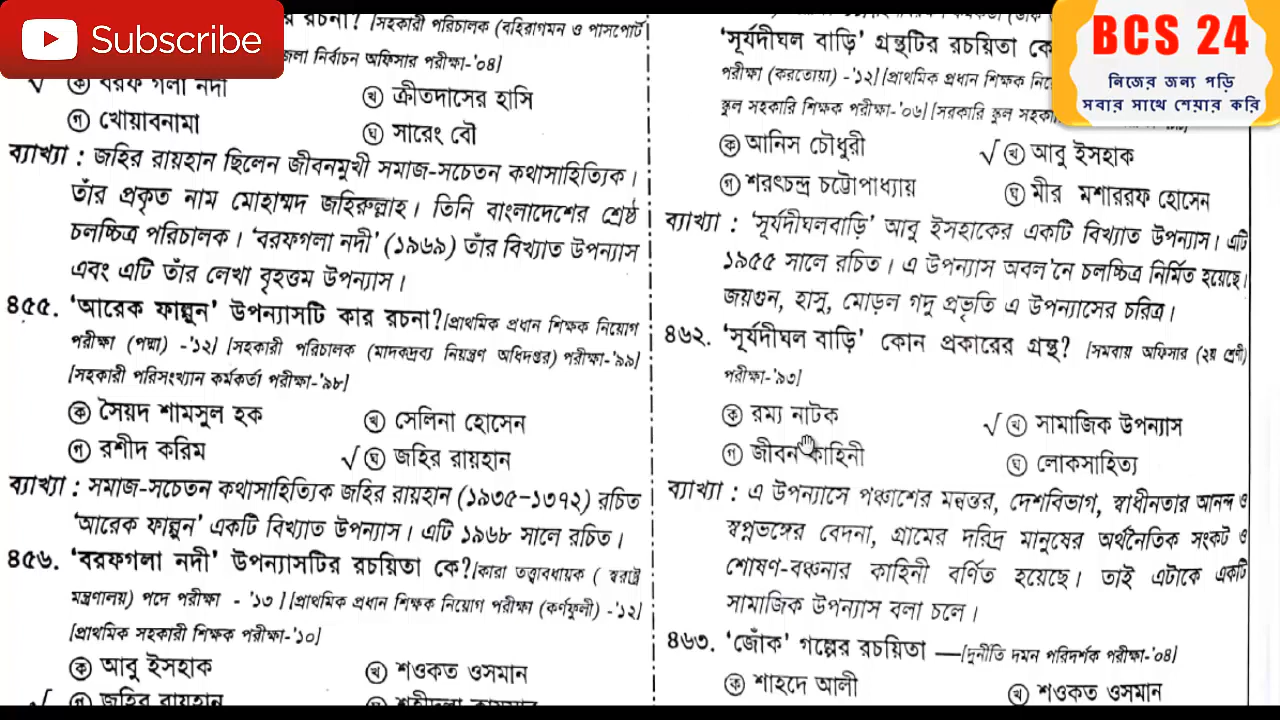 Subscribe
র রচনা? [সহকারী পরিচালক (বহিরাগমন ও পাসপোর্ট
জেলা নির্বাচন অফিসার পরীক্ষা-'০৪]
√ ক বরফ গলা নদী
খ ক্রীতদাসের হাসি
গ খোয়াবনামা
ঘ সারেং বৌ
ব্যাখ্যা : জহির রায়হান ছিলেন জীবনমুখী সমাজ-সচেতন কথাসাহিত্যিক।
তাঁর প্রকৃত নাম মোহাম্মদ জহিরুল্লাহ। তিনি বাংলাদেশের শ্রেষ্ঠ
চলচ্চিত্র পরিচালক। 'বরফগলা নদী' (১৯৬৯) তাঁর বিখ্যাত উপন্যাস
এবং এটি তাঁর লেখা বৃহত্তম উপন্যাস।
৪৫৫. 'আরেক ফাল্গুন' উপন্যাসটি কার রচনা? [প্রাথমিক প্রধান শিক্ষক নিয়োগ
পরীক্ষা (পদ্মা) -'১২] [সহকারী পরিচালক (মাদকদ্রব্য নিয়ন্ত্রণ অধিদপ্তর) পরীক্ষা-'৯৯]
[সহকারী পরিসংখ্যান কর্মকর্তা পরীক্ষা-'৯৮]
ক সৈয়দ শামসুল হক
খ সেলিনা হোসেন
গ রশীদ করিম
√ ঘ জহির রায়হান
ব্যাখ্যা : সমাজ-সচেতন কথাসাহিত্যিক জহির রায়হান (১৯৩৫-১৩৭২) রচিত
'আরেক ফাল্গুন' একটি বিখ্যাত উপন্যাস। এটি ১৯৬৮ সালে রচিত।
৪৫৬. 'বরফগলা নদী' উপন্যাসটির রচয়িতা কে? [কারা তত্ত্বাবধায়ক ( স্বরাষ্ট্র
মন্ত্রণালয়) পদে পরীক্ষা - '১৩] [প্রাথমিক প্রধান শিক্ষক নিয়োগ পরীক্ষা (কর্ণফুলী) -'১২]
[প্রাথমিক সহকারী শিক্ষক পরীক্ষা-'১০]
ক আবু ইসহাক
খ শওকত ওসমান
√ গ জহির রায়হান
'সূর্যদীঘল বাড়ি' গ্রন্থটির রচয়িতা কে
পরীক্ষা (করতোয়া) -'১২] [প্রাথমিক প্রধান শিক্ষক নিয়ে
স্কুল সহকারি শিক্ষক পরীক্ষা-'০৬] [সরকারি স্কুল সহকা
ক আনিস চৌধুরী
√ খ আবু ইসহাক
গ শরৎচন্দ্র চট্টোপাধ্যায়
ঘ মীর মশাররফ হোসেন
ব্যাখ্যা : 'সূর্যদীঘলবাড়ি' আবু ইসহাকের একটি বিখ্যাত উপন্যাস। এটি
১৯৫৫ সালে রচিত। এ উপন্যাস অবল'নে চলচ্চিত্র নির্মিত হয়েছে।
জয়গুন, হাসু, মোড়ল গদু প্রভৃতি এ উপন্যাসের চরিত্র।
৪৬২. 'সূর্যদীঘল বাড়ি' কোন প্রকারের গ্রন্থ? [সমবায় অফিসার (২য় শ্রেণী)
পরীক্ষা-'৯৩]
ক রম্য নাটক
√ খ সামাজিক উপন্যাস
গ জীবন কাহিনী
ঘ লোকসাহিত্য
ব্যাখ্যা : এ উপন্যাসে পঞ্চাশের মন্বন্তর, দেশবিভাগ, স্বাধীনতার আনন্দ ও
স্বপ্নভঙ্গের বেদনা, গ্রামের দরিদ্র মানুষের অর্থনৈতিক সংকট ও
শোষণ-বঞ্চনার কাহিনী বর্ণিত হয়েছে। তাই এটাকে একটি
সামাজিক উপন্যাস বলা চলে।
৪৬৩. 'জোঁক' গল্পের রচয়িতা — [দুর্নীতি দমন পরিদর্শক পরীক্ষা-'০৪]
ক শাহেদ আলী
খ শওকত ওসমান
BCS 24
নিজের জন্য পড়ি
সবার সাথে শেয়ার করি